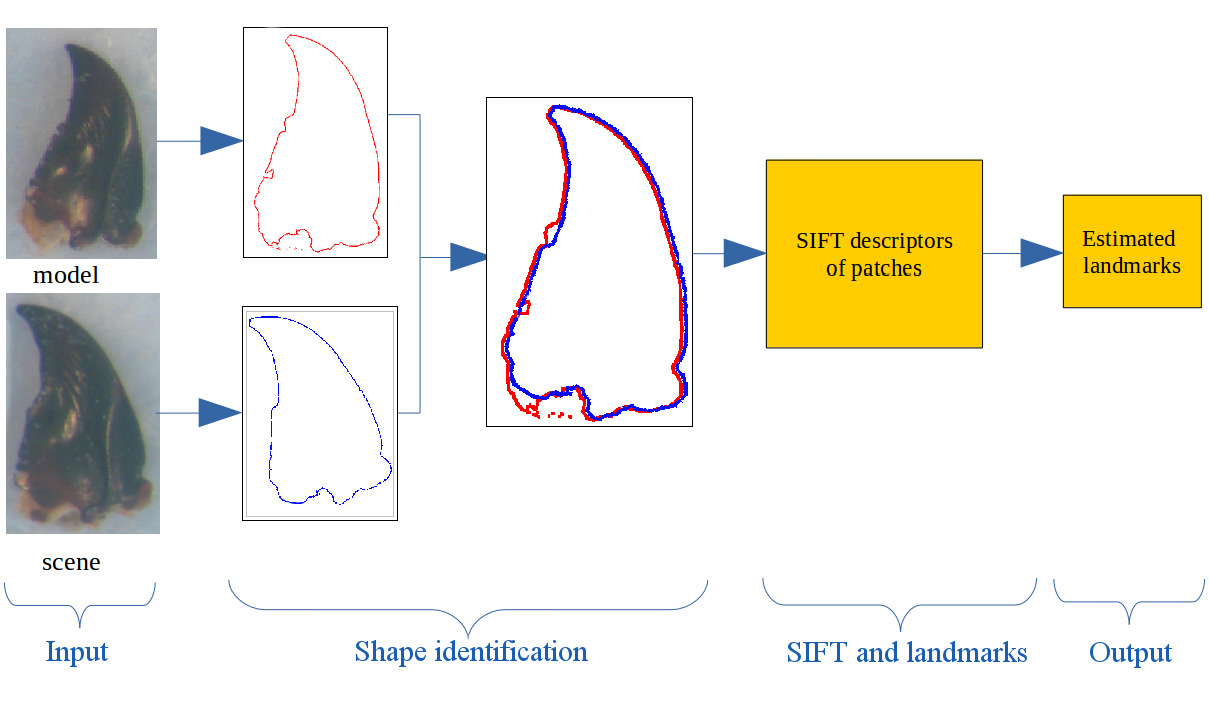 model
scene
SIFT descriptors
of patches
Estimated
landmarks
Input
Shape identification
SIFT and landmarks
Output